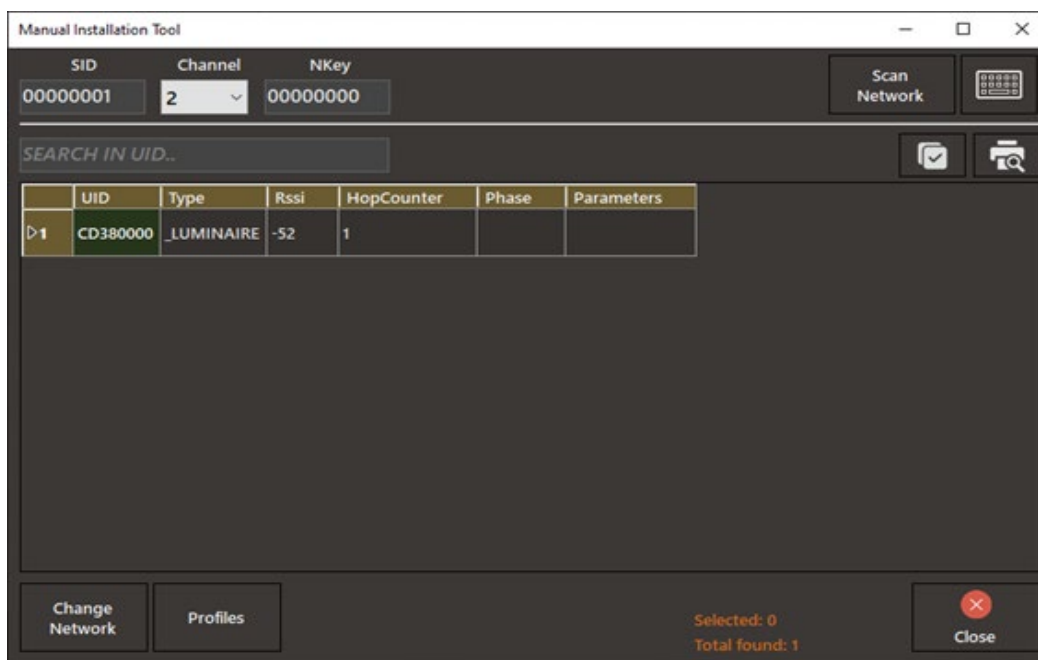 Manual Installation Tool
SID Channel NKey
00000001 2 00000000
Scan
Network
SEARCH IN UID..
UID Type Rssi HopCounter Phase Parameters
▷1 CD380000 _LUMINAIRE -52 1
Change
Network
Profiles
Selected: 0
Total found: 1
Close